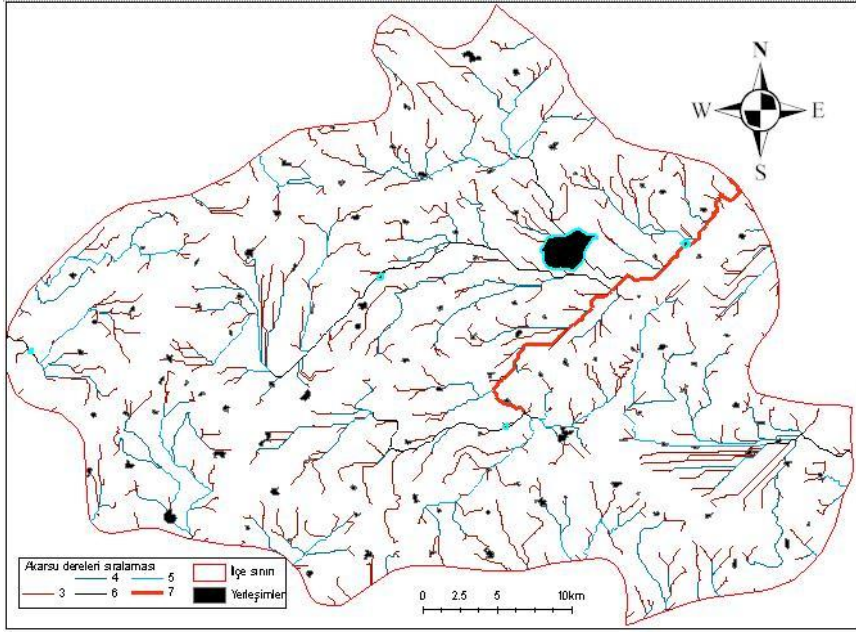 N
W E
S
Akarsu dereleri sıralaması
4 5 İlçe sınırı
3 6 7 Yerleşimler
0 2.5 5 10km